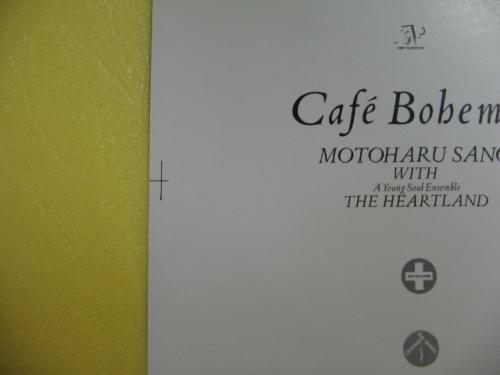 Café Bohem
MOTOHARU SANO
WITH
A Young Soul Ensemble
THE HEARTLAND